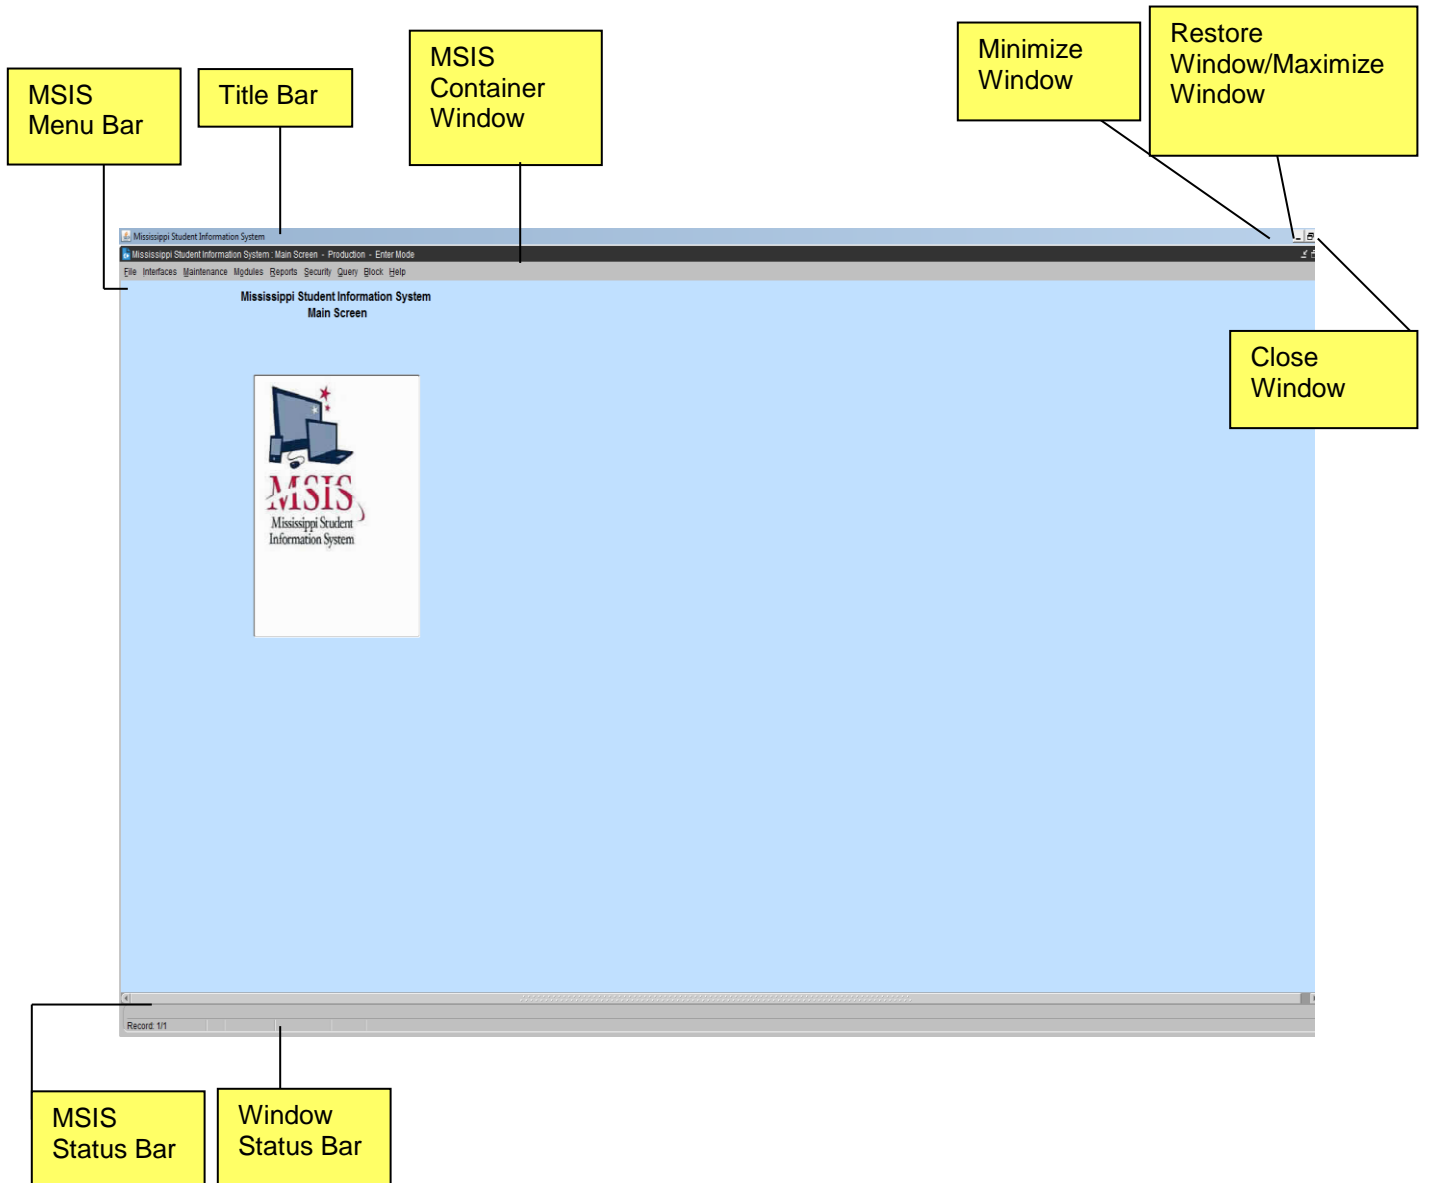 MSIS
Menu Bar
Title Bar
MSIS
Container
Window
Minimize
Window
Restore
Window/Maximize
Window
Mississippi Student Information System
Mississippi Student Information System : Main Screen - Production - Enter Mode
File Interfaces Maintenance Modules Reports Security Query Block Help
Mississippi Student Information System
Main Screen
Close
Window
MSIS
Mississippi Student
Information System
Record: 1/1
MSIS
Status Bar
Window
Status Bar